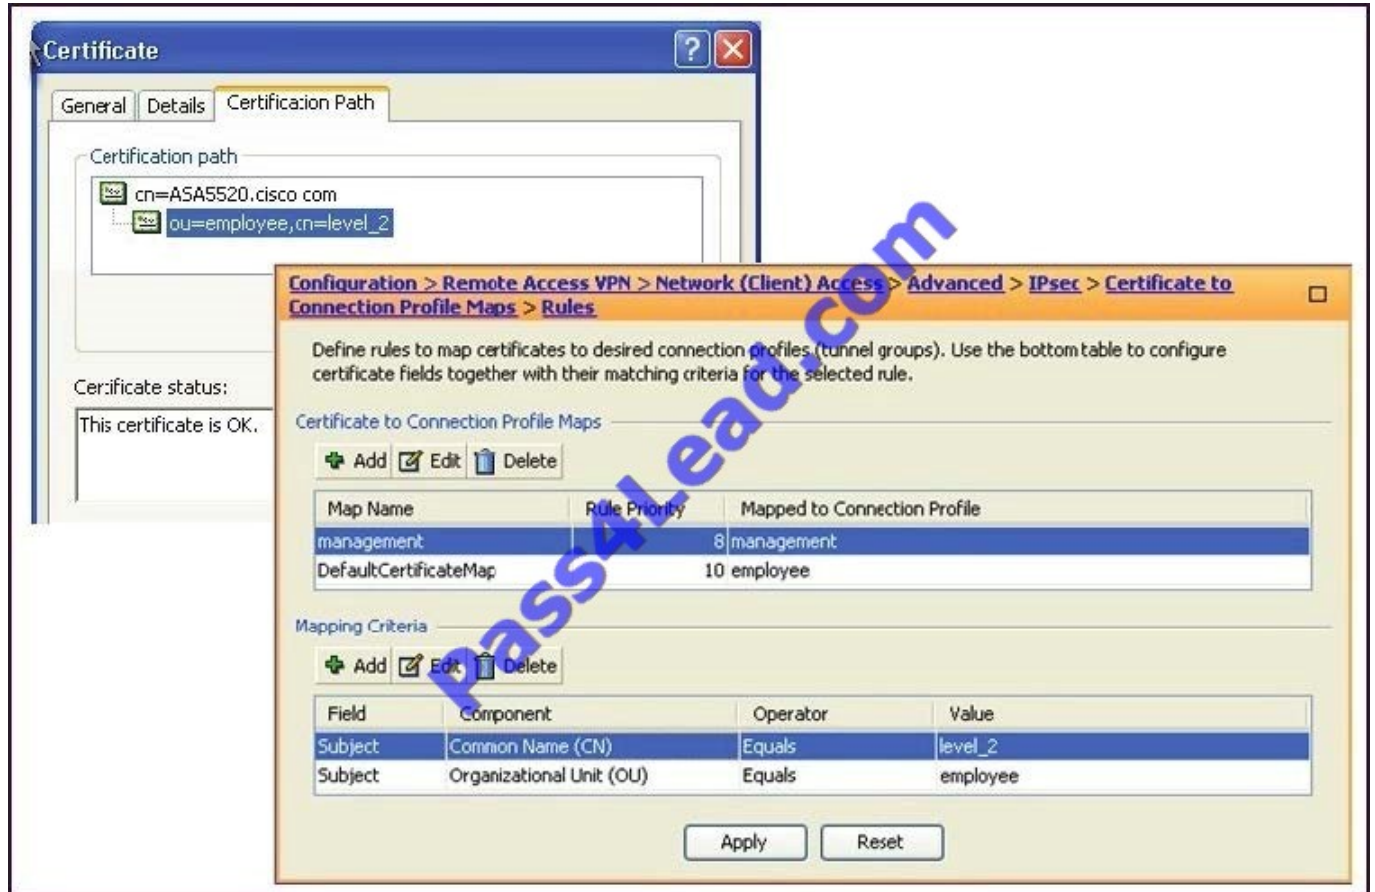 Certificate
General Details Certification Path
Certification path
cn=ASA5520.cisco com
ou=employee,cn=level_2
Certificate status:
This certificate is OK.
Configuration > Remote Access VPN > Network (Client) Access > Advanced > IPsec > Certificate to
Connection Profile Maps > Rules
Define rules to map certificates to desired connection profiles (tunnel groups). Use the bottom table to configure
certificate fields together with their matching criteria for the selected rule.
Certificate to Connection Profile Maps
Add Edit Delete
Map Name Rule Priority Mapped to Connection Profile
management 8 management
DefaultCertificateMap 10 employee
Mapping Criteria
Add Edit Delete
Field Component Operator Value
Subject Common Name (CN) Equals level_2
Subject Organizational Unit (OU) Equals employee
Apply Reset
Pass4Lead.com